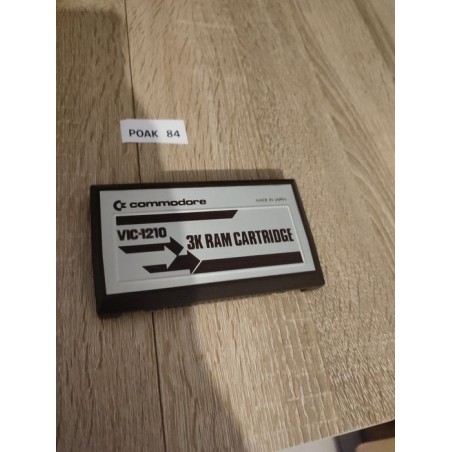 POAK 84
commodore
MADE IN JAPAN
VIC-1210
3K RAM CARTRIDGE